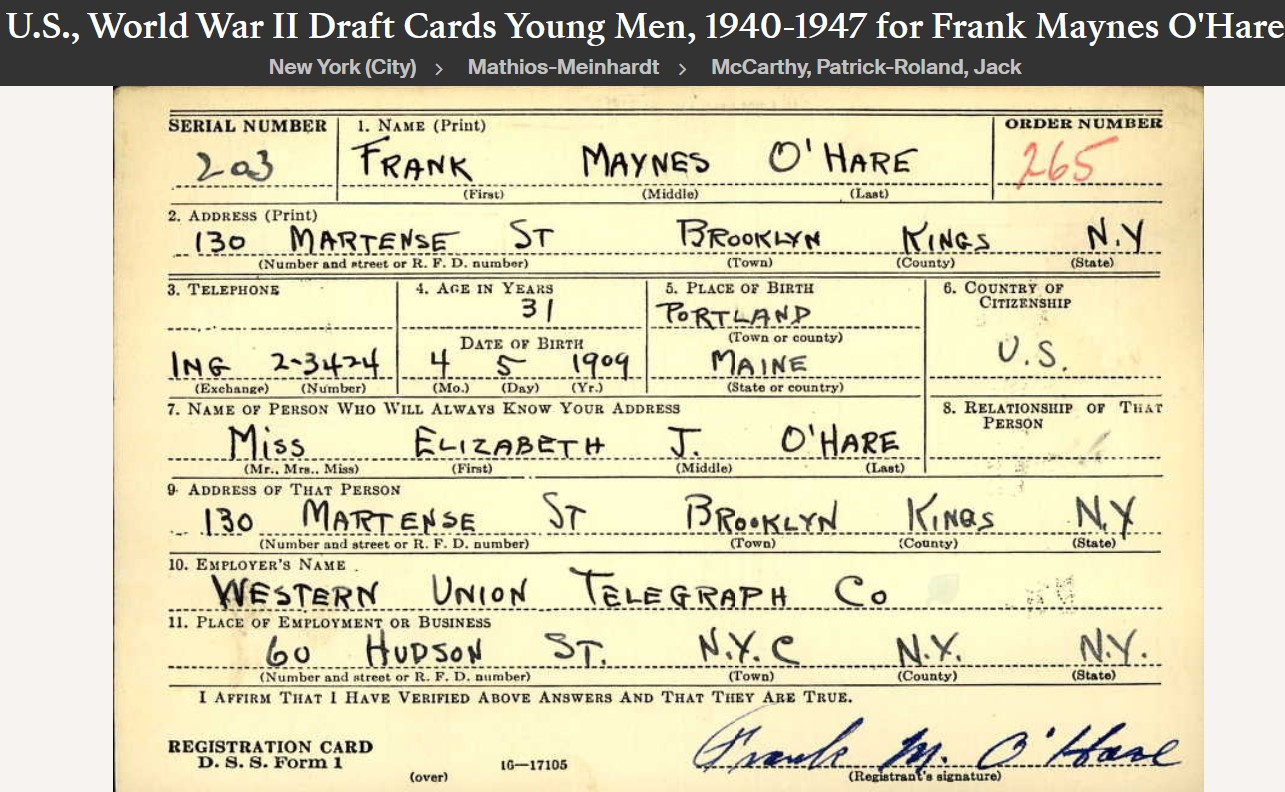 U.S., World War II Draft Cards Young Men, 1940-1947 for Frank Maynes O'Hare
New York (City) > Mathios-Meinhardt > McCarthy, Patrick-Roland, Jack
SERIAL NUMBER 1. NAME (Print) ORDER NUMBER
203 FRANK MAYNES O'HARE 265
(First) (Middle) (Last)
2. ADDRESS (Print)
130 MARTENSE ST BROOKLYN KINGS N.Y
(Number and street or R. F. D. number) (Town) (County) (State)
3. TELEPHONE 4. AGE IN YEARS 5. PLACE OF BIRTH 6. COUNTRY OF
CITIZENSHIP
31 PORTLAND
(Town or county)
DATE OF BIRTH
ING 2-3424 4 5 1909 MAINE U.S.
(Exchange) (Number) (Mo.) (Day) (Yr.) (State or country)
7. NAME OF PERSON WHO WILL ALWAYS KNOW YOUR ADDRESS 8. RELATIONSHIP OF THAT
PERSON
MISS ELIZABETH J. O'HARE
(Mr., Mrs., Miss) (First) (Middle) (Last)
9. ADDRESS OF THAT PERSON
130 MARTENSE ST BROOKLYN KINGS N.Y
(Number and street or R. F. D. number) (Town) (County) (State)
10. EMPLOYER'S NAME
WESTERN UNION TELEGRAPH CO
11. PLACE OF EMPLOYMENT OR BUSINESS
60 HUDSON ST. N.Y.C N.Y. N.Y.
(Number and street or R. F. D. number) (Town) (County) (State)
I AFFIRM THAT I HAVE VERIFIED ABOVE ANSWERS AND THAT THEY ARE TRUE.
REGISTRATION CARD Frank M. O'Hare
D. S. S. Form 1 16—17105
(over) (Registrant's signature)